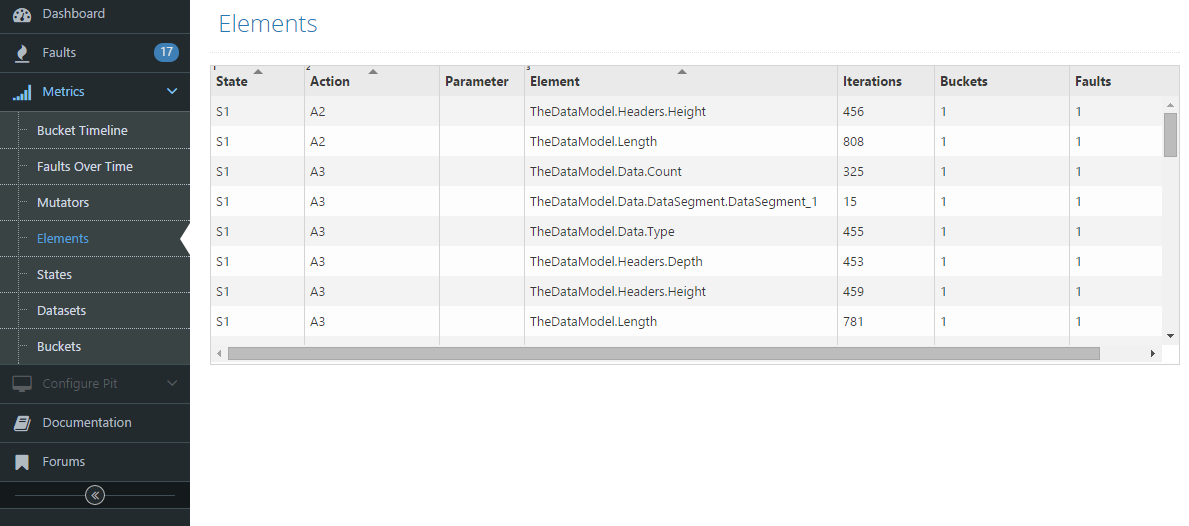 Dashboard
Faults 17
Metrics
Bucket Timeline
Faults Over Time
Mutators
Elements
States
Datasets
Buckets
Configure Pit
Documentation
Forums
Elements
1 2 3
State Action Parameter Element Iterations Buckets Faults
S1 A2 TheDataModel.Headers.Height 456 1 1
S1 A2 TheDataModel.Length 808 1 1
S1 A3 TheDataModel.Data.Count 325 1 1
S1 A3 TheDataModel.Data.DataSegment.DataSegment_1 15 1 1
S1 A3 TheDataModel.Data.Type 455 1 1
S1 A3 TheDataModel.Headers.Depth 453 1 1
S1 A3 TheDataModel.Headers.Height 459 1 1
S1 A3 TheDataModel.Length 781 1 1